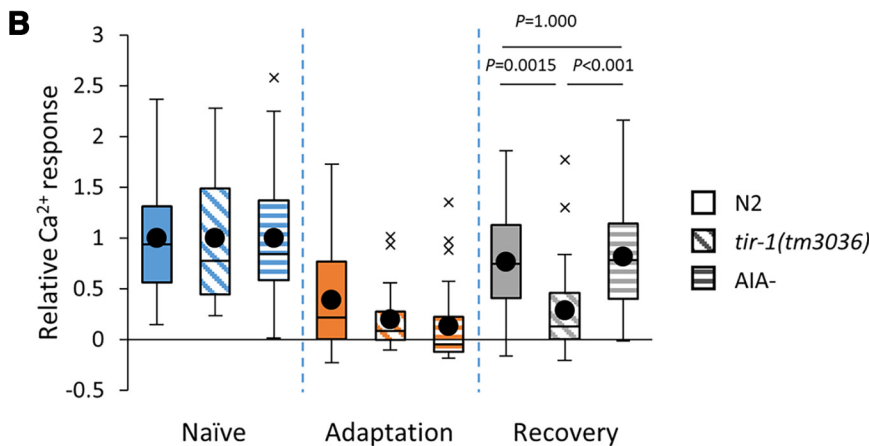 B
P=1.000
P=0.0015 P<0.001
Relative Ca²⁺ response
3
2.5
2
1.5
1
0.5
0
-0.5
N2
tir-1(tm3036)
AIA-
Naïve Adaptation Recovery